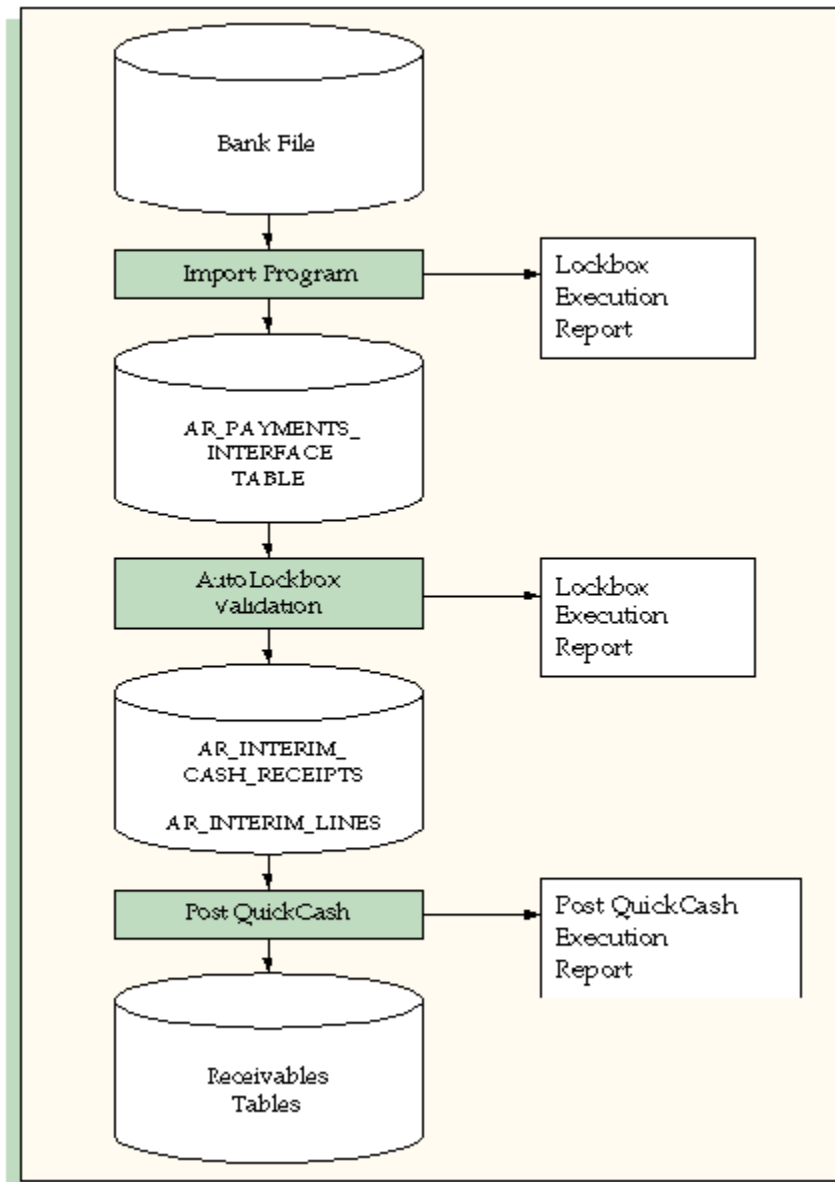 Bank File
Import Program
Lockbox
Execution
Report
AR_PAYMENTS_
INTERFACE
TABLE
AutoLockbox
Validation
Lockbox
Execution
Report
AR_INTERIM_
CASH_RECEIPTS
AR_INTERIM_LINES
Post QuickCash
Post QuickCash
Execution
Report
Receivables
Tables